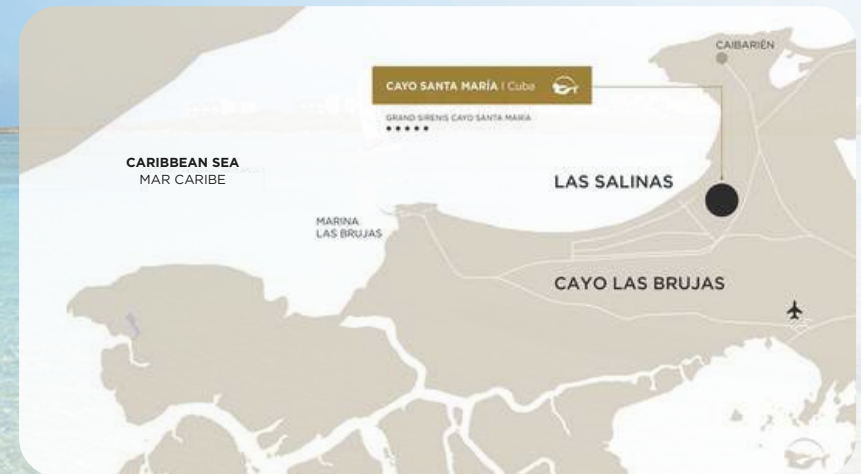 CAIBARIÉN
CAYO SANTA MARÍA | Cuba
GRAND SIRENIS CAYO SANTA MARIA
CARIBBEAN SEA
MAR CARIBE
LAS SALINAS
MARINA
LAS BRUJAS
CAYO LAS BRUJAS